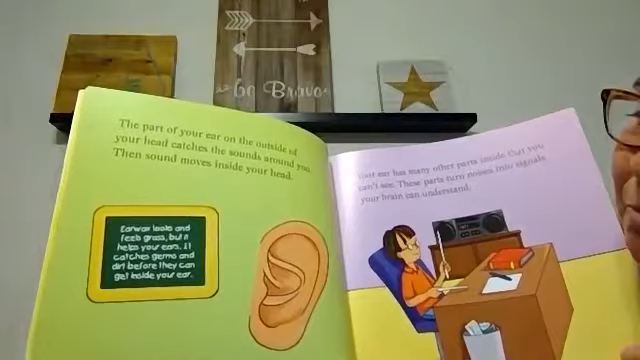 be Brave
The part of your ear on the outside of
your head catches the sounds around you.
Then sound moves inside your head.
Earwax looks and
feels gross, but it
helps your ears. It
catches germs and
dirt before they can
get inside your ear.
Your ear has many other parts inside that you
can't see. These parts turn noises into signals
your brain can understand.